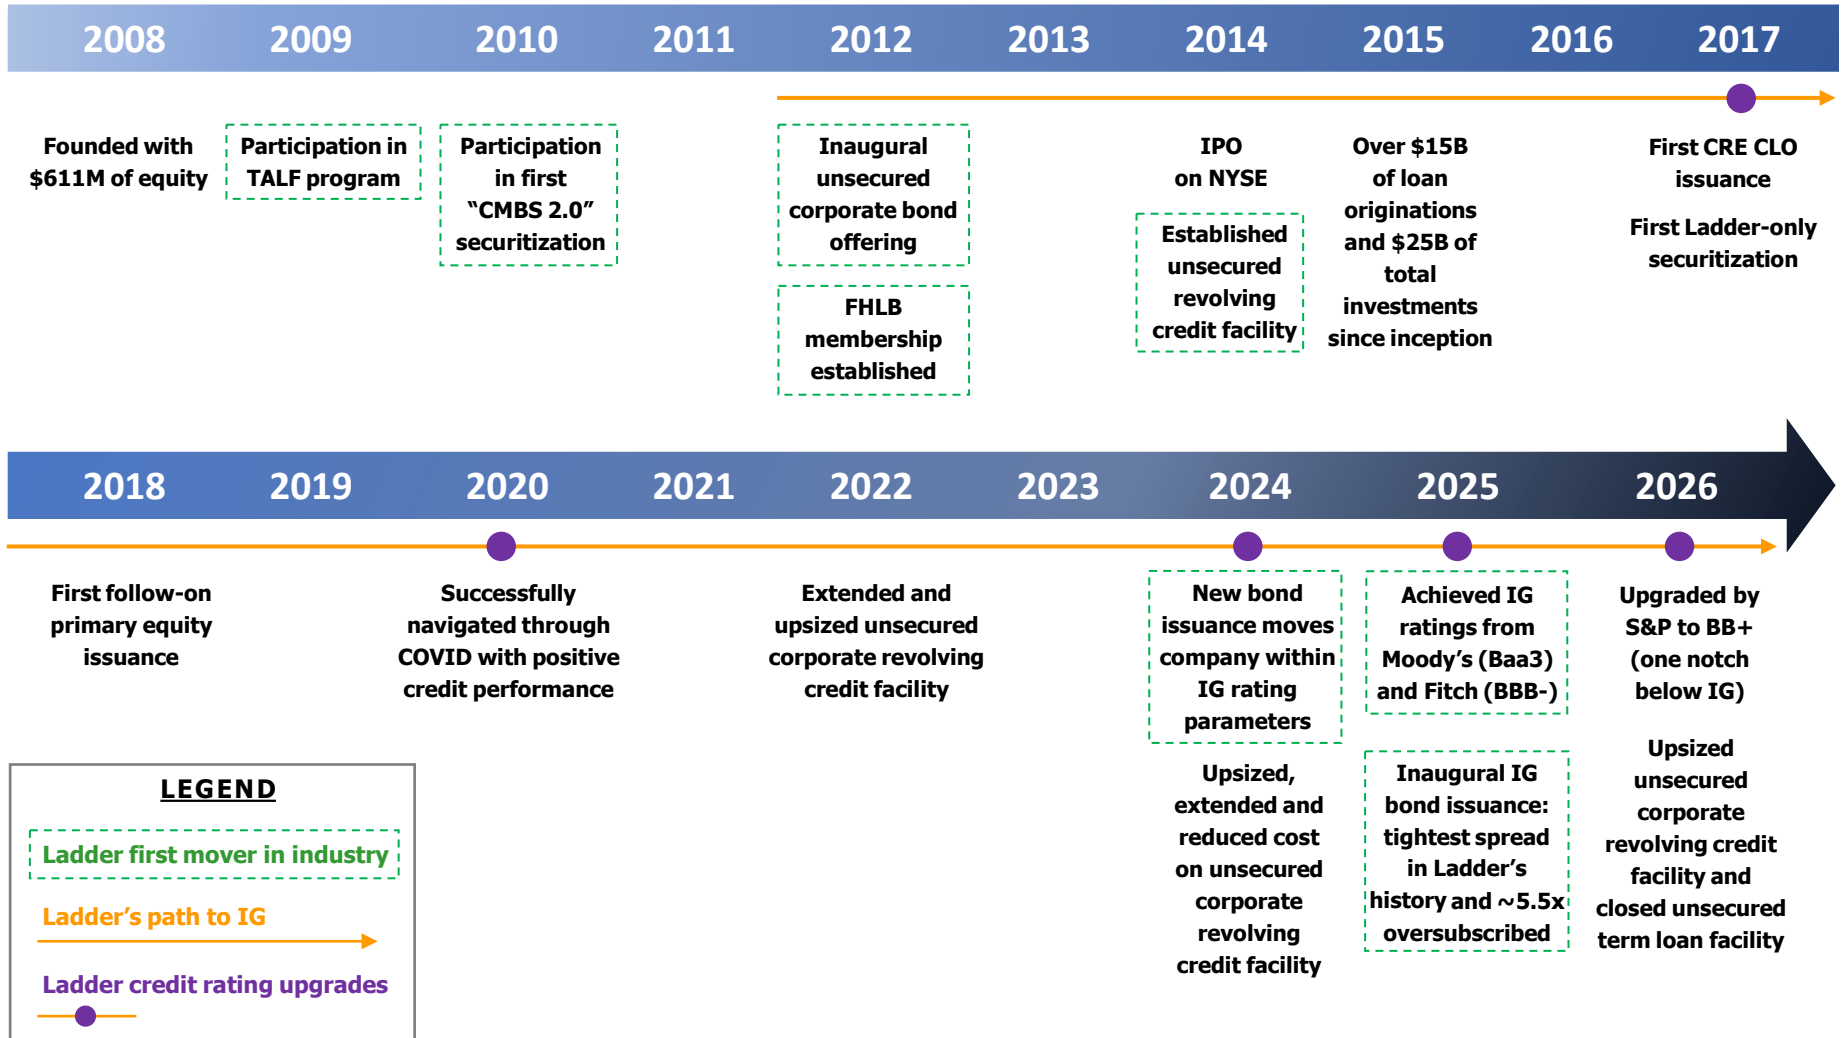 2008 2009 2010 2011 2012 2013 2014 2015 2016 2017
Founded with
$611M of equity
Participation in
TALF program
Participation
in first
“CMBS 2.0”
securitization
Inaugural
unsecured
corporate bond
offering
FHLB
membership
established
IPO
on NYSE
Established
unsecured
revolving
credit facility
Over $15B
of loan
originations
and $25B of
total
investments
since inception
First CRE CLO
issuance
First Ladder-only
securitization
2018 2019 2020 2021 2022 2023 2024 2025 2026
First follow-on
primary equity
issuance
Successfully
navigated through
COVID with positive
credit performance
Extended and
upsized unsecured
corporate revolving
credit facility
New bond
issuance moves
company within
IG rating
parameters
Upsized,
extended and
reduced cost
on unsecured
corporate
revolving
credit facility
Achieved IG
ratings from
Moody’s (Baa3)
and Fitch (BBB-)
Inaugural IG
bond issuance:
tightest spread
in Ladder’s
history and ~5.5x
oversubscribed
Upgraded by
S&P to BB+
(one notch
below IG)
Upsized
unsecured
corporate
revolving credit
facility and
closed unsecured
term loan facility
LEGEND
Ladder first mover in industry
Ladder’s path to IG
Ladder credit rating upgrades